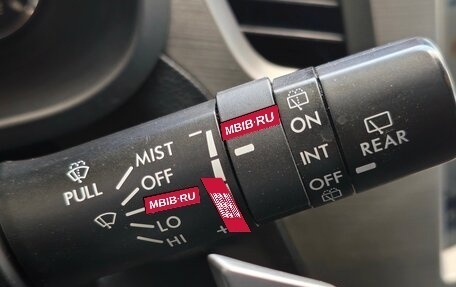 MBIB·RU
ON
INT
OFF
REAR
MIST
OFF
MBIB·RU
LO
HI
PULL
+